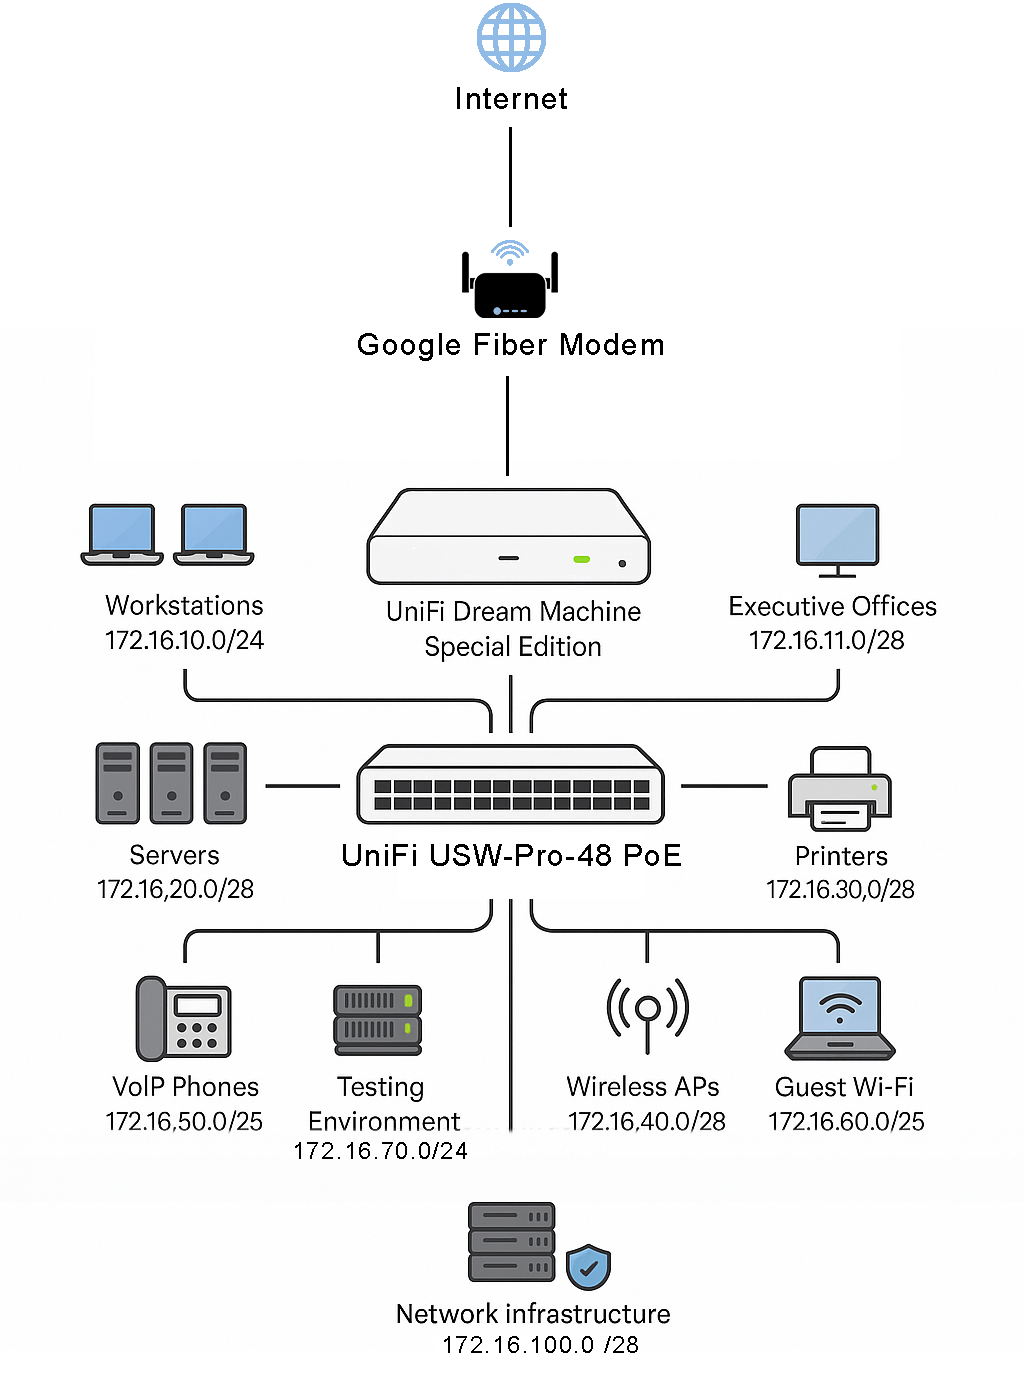 Internet
Google Fiber Modem
Workstations
172.16.10.0/24
UniFi Dream Machine
Special Edition
Executive Offices
172.16.11.0/28
Servers
172.16,20.0/28
UniFi USW-Pro-48 PoE
Printers
172.16.30,0/28
VoIP Phones
172.16,50.0/25
Testing
Environment
172.16.70.0/24
Wireless APs
172.16,40.0/28
Guest Wi-Fi
172.16.60.0/25
Network infrastructure
172.16.100.0 /28